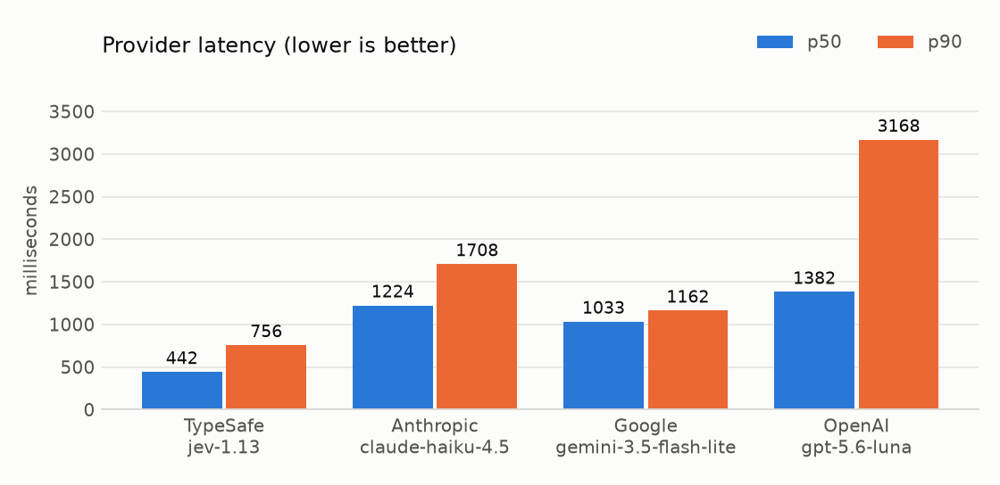 Provider latency (lower is better)
p50
p90
3500
3000
2500
2000
1500
1000
500
0
milliseconds
442
756
1224
1708
1033
1162
1382
3168
TypeSafe
jev-1.13
Anthropic
claude-haiku-4.5
Google
gemini-3.5-flash-lite
OpenAI
gpt-5.6-luna